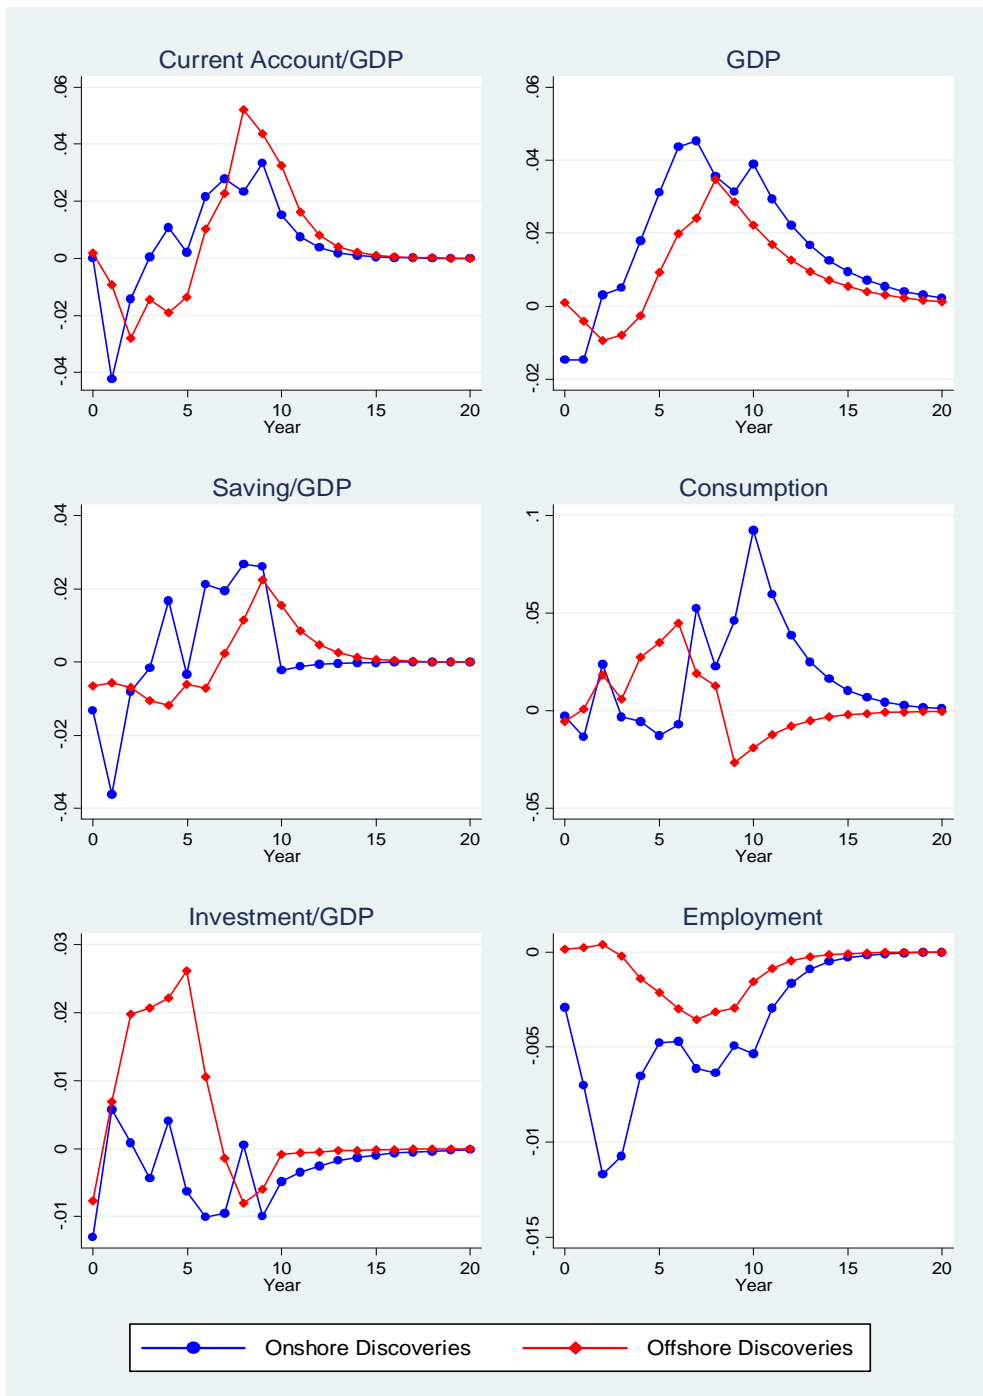 Current Account/GDP
.06
.04
.02
0
-.02
-.04
0 5 10 15 20
Year
GDP
.06
.04
.02
0
-.02
0 5 10 15 20
Year
Saving/GDP
.04
.02
0
-.02
-.04
0 5 10 15 20
Year
Consumption
.1
.05
0
-.05
0 5 10 15 20
Year
Investment/GDP
.03
.02
.01
0
-.01
0 5 10 15 20
Year
Employment
0
-.005
-.01
-.015
0 5 10 15 20
Year
Onshore Discoveries Offshore Discoveries